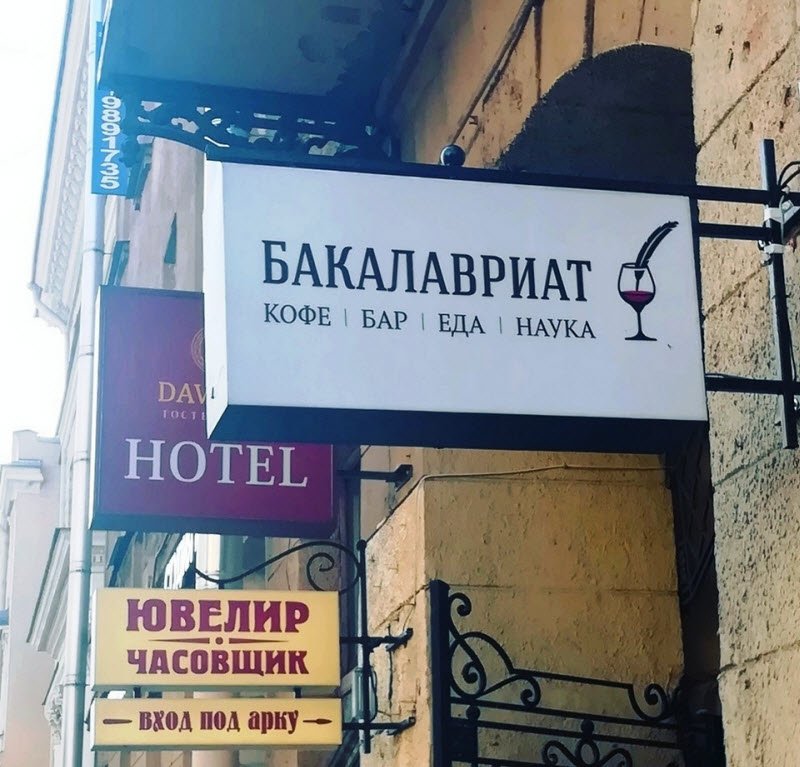 9891735
БАКАЛАВРИАТ
КОФЕ | БАР | ЕДА | НАУКА
HOTEL
ЮВЕЛИР
ЧАСОВЩИК
ВХОД ПОД АРКУ